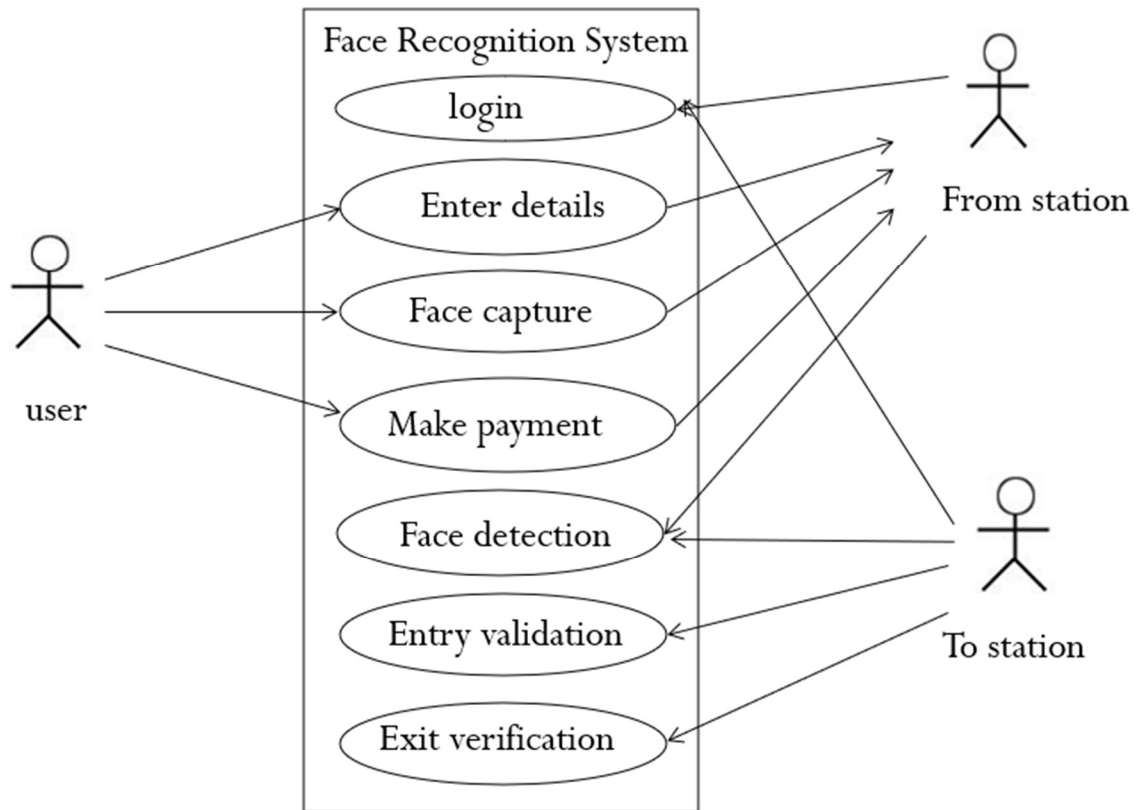 Face Recognition System
login
Enter details
From station
Face capture
user
Make payment
Face detection
Entry validation
To station
Exit verification